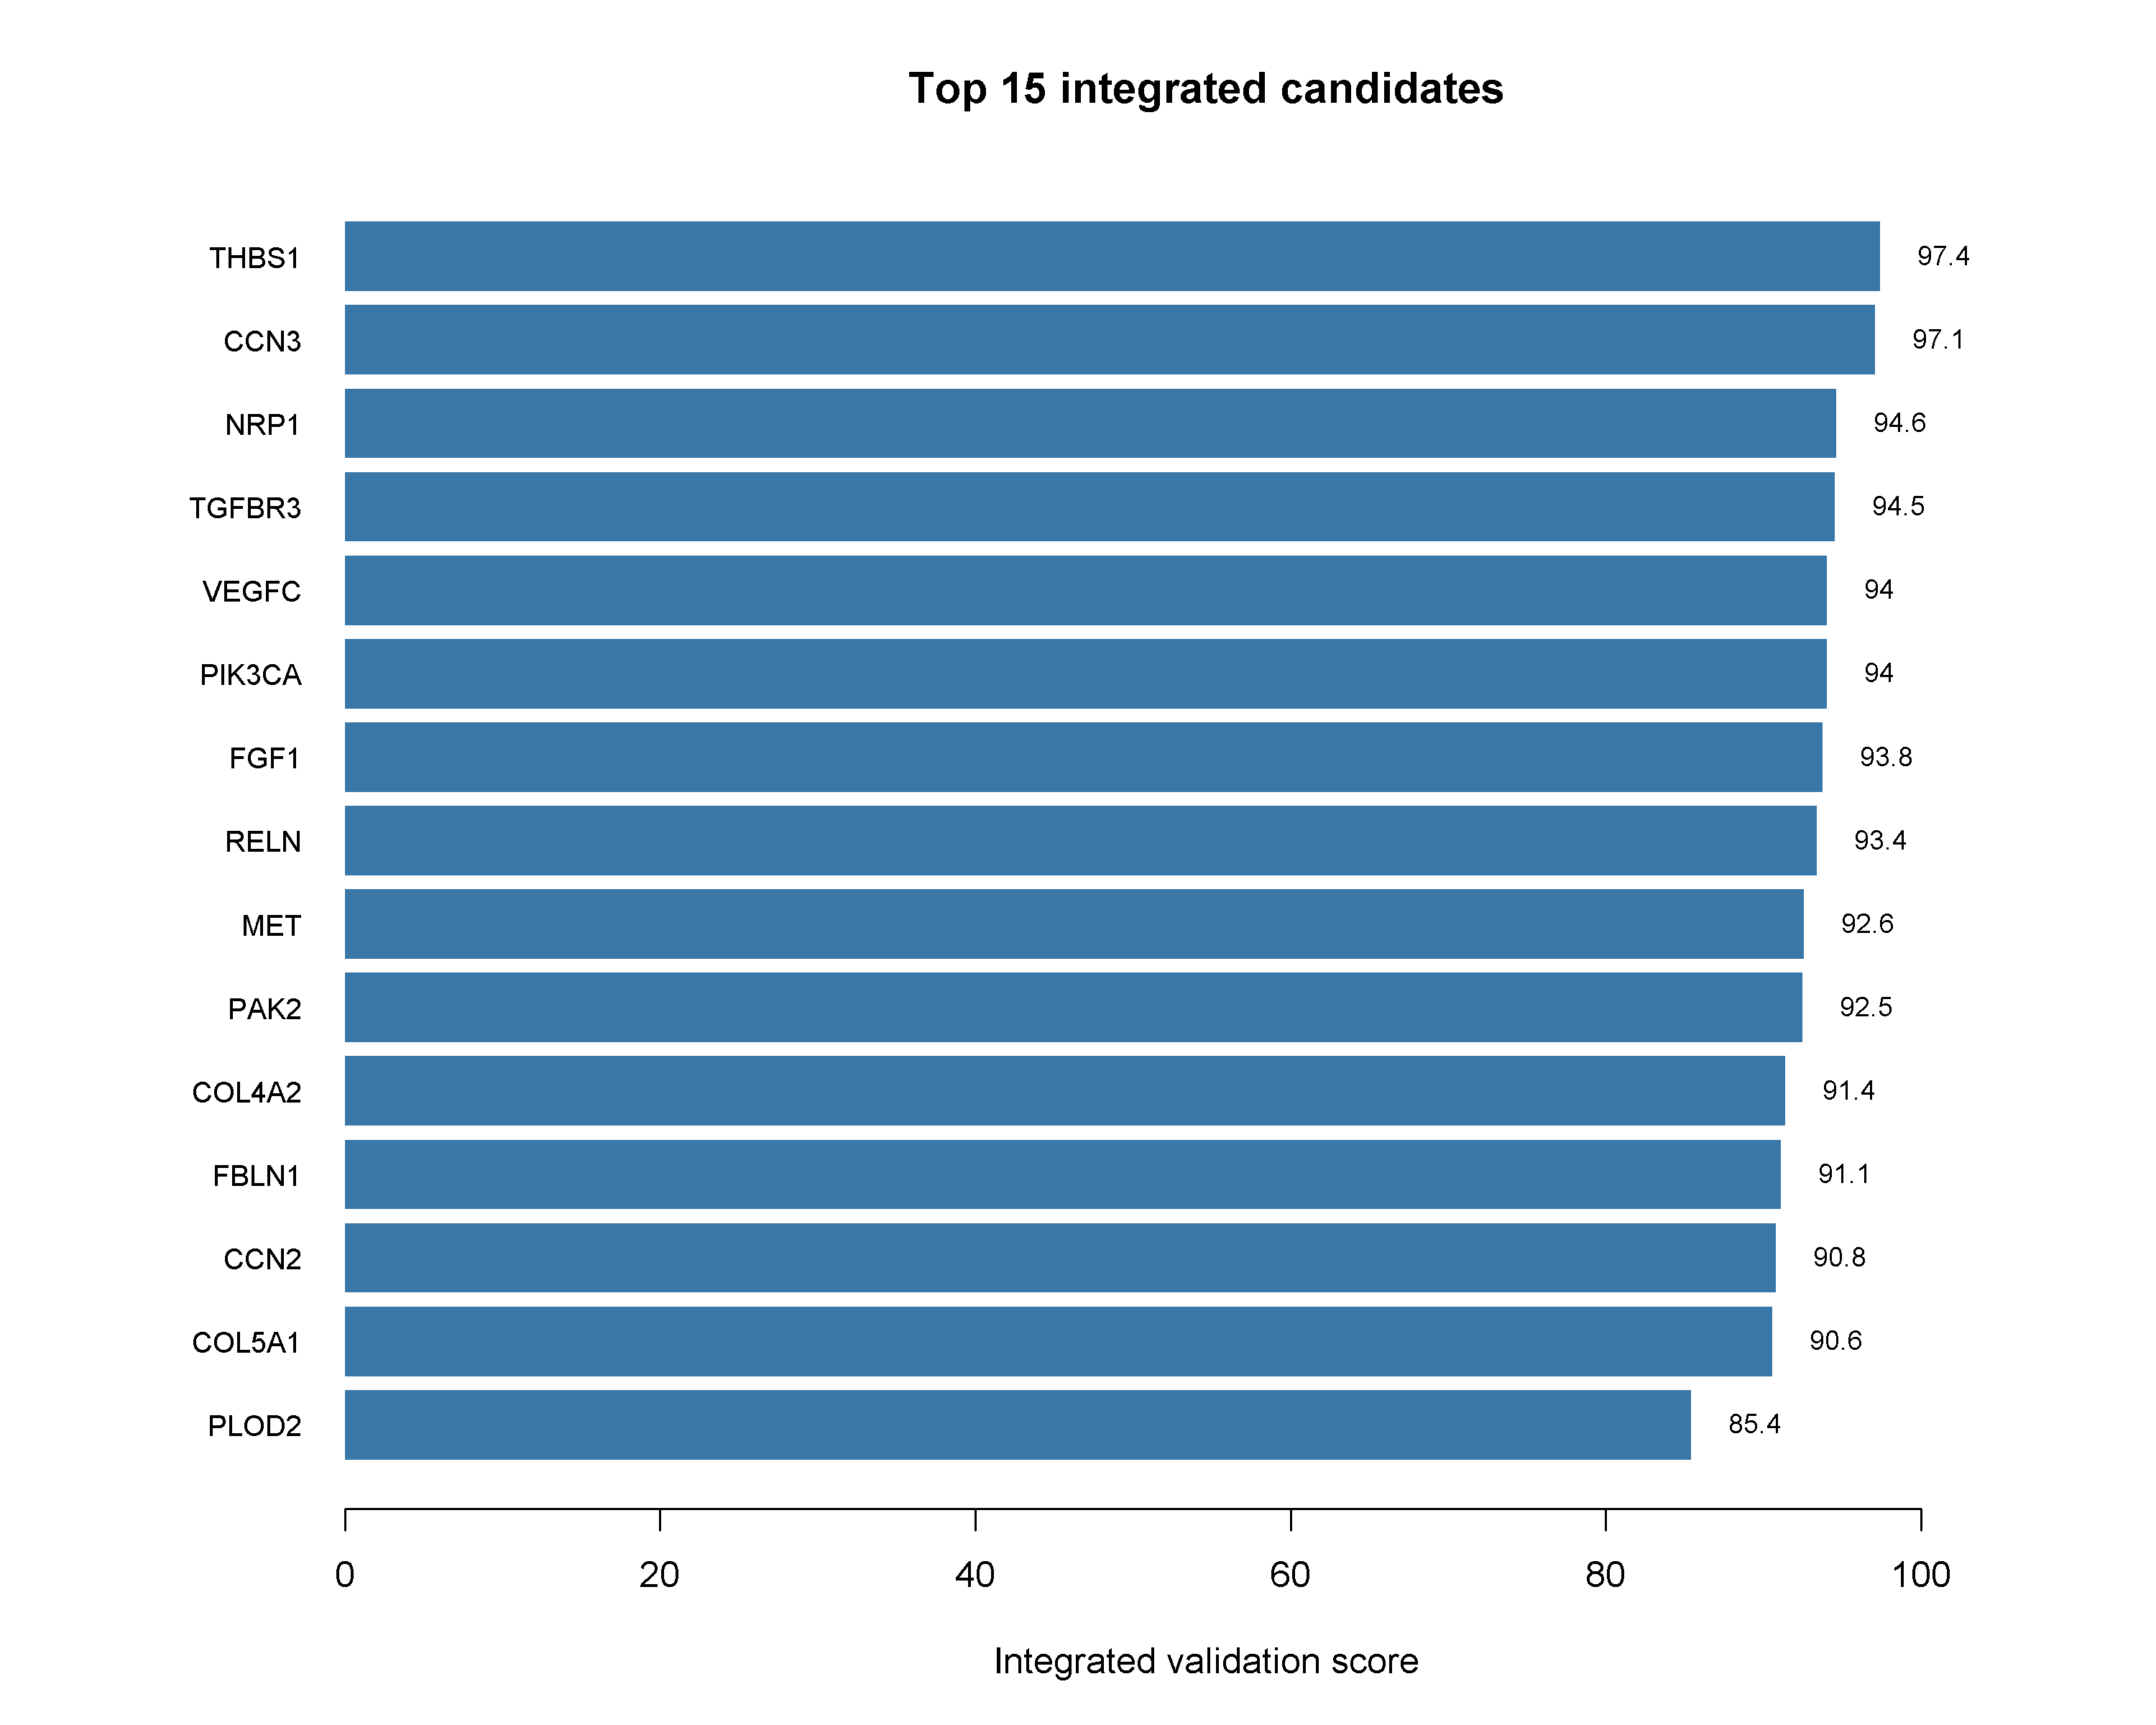 Top 15 integrated candidates
THBS1 97.4
CCN3 97.1
NRP1 94.6
TGFBR3 94.5
VEGFC 94
PIK3CA 94
FGF1 93.8
RELN 93.4
MET 92.6
PAK2 92.5
COL4A2 91.4
FBLN1 91.1
CCN2 90.8
COL5A1 90.6
PLOD2 85.4
0 20 40 60 80 100
Integrated validation score